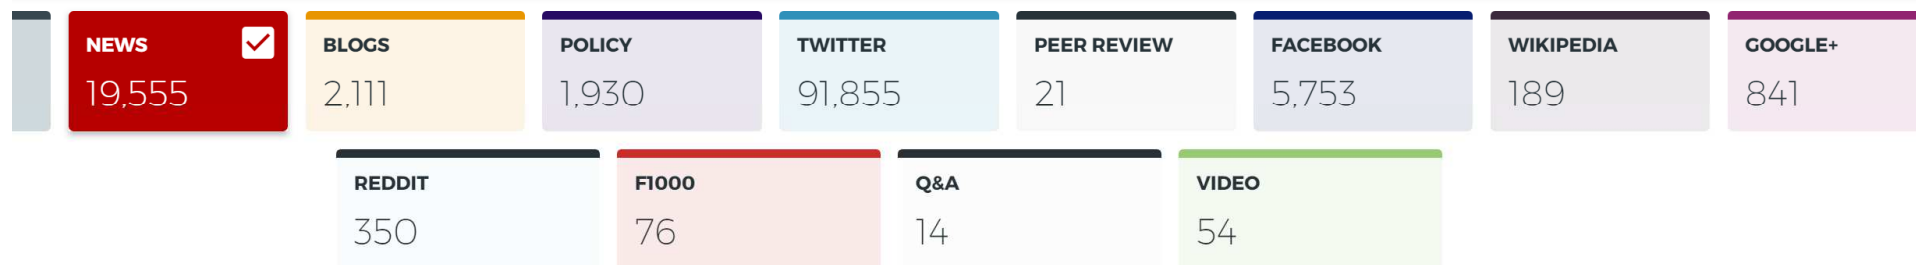 NEWS
19,555
BLOGS
2,111
POLICY
1,930
TWITTER
91,855
PEER REVIEW
21
FACEBOOK
5,753
WIKIPEDIA
189
GOOGLE+
841
REDDIT
350
F1000
76
Q&A
14
VIDEO
54